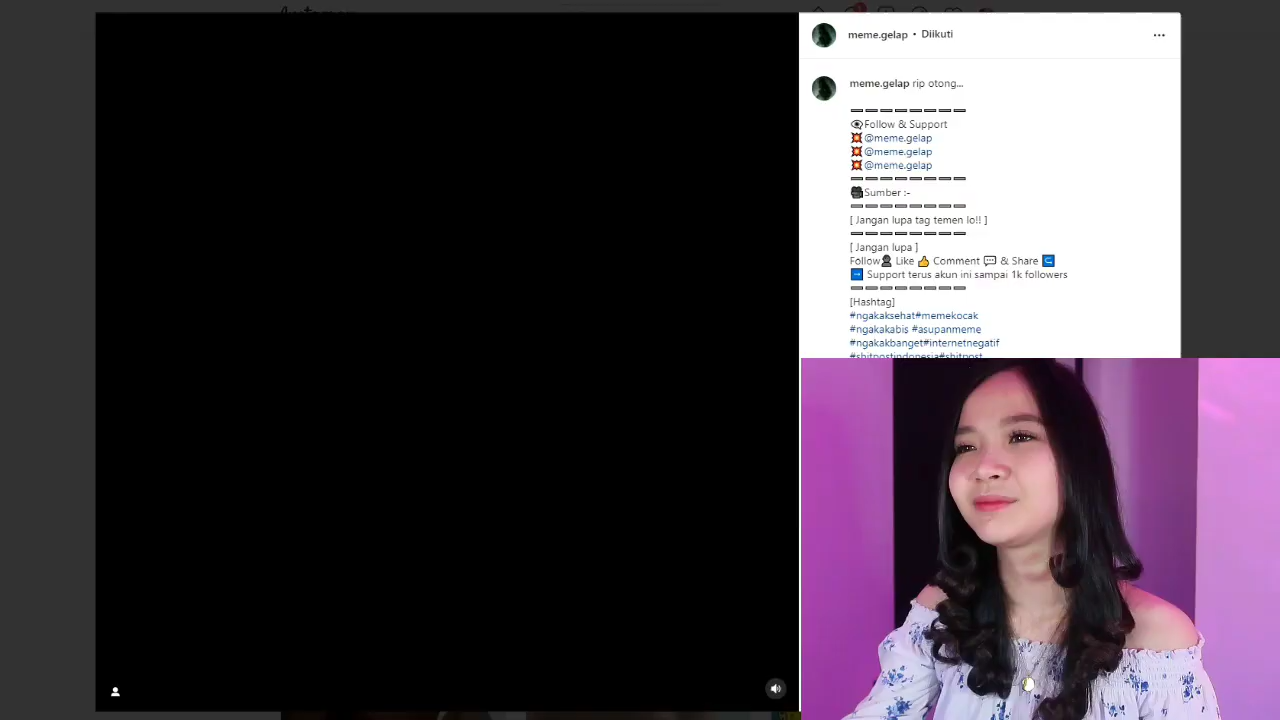 meme.gelap • Diikuti
meme.gelap rip otong...
Follow & Support
@meme.gelap
@meme.gelap
@meme.gelap
Sumber :-
[ Jangan lupa tag temen lo!! ]
[ Jangan lupa ]
Follow Like Comment & Share
Support terus akun ini sampai 1k followers
[Hashtag]
#ngakaksehat#memekocak
#ngakakabis #asupanmeme
#ngakakbanget#internetnegatif
#shitpostindonesia#shitpost